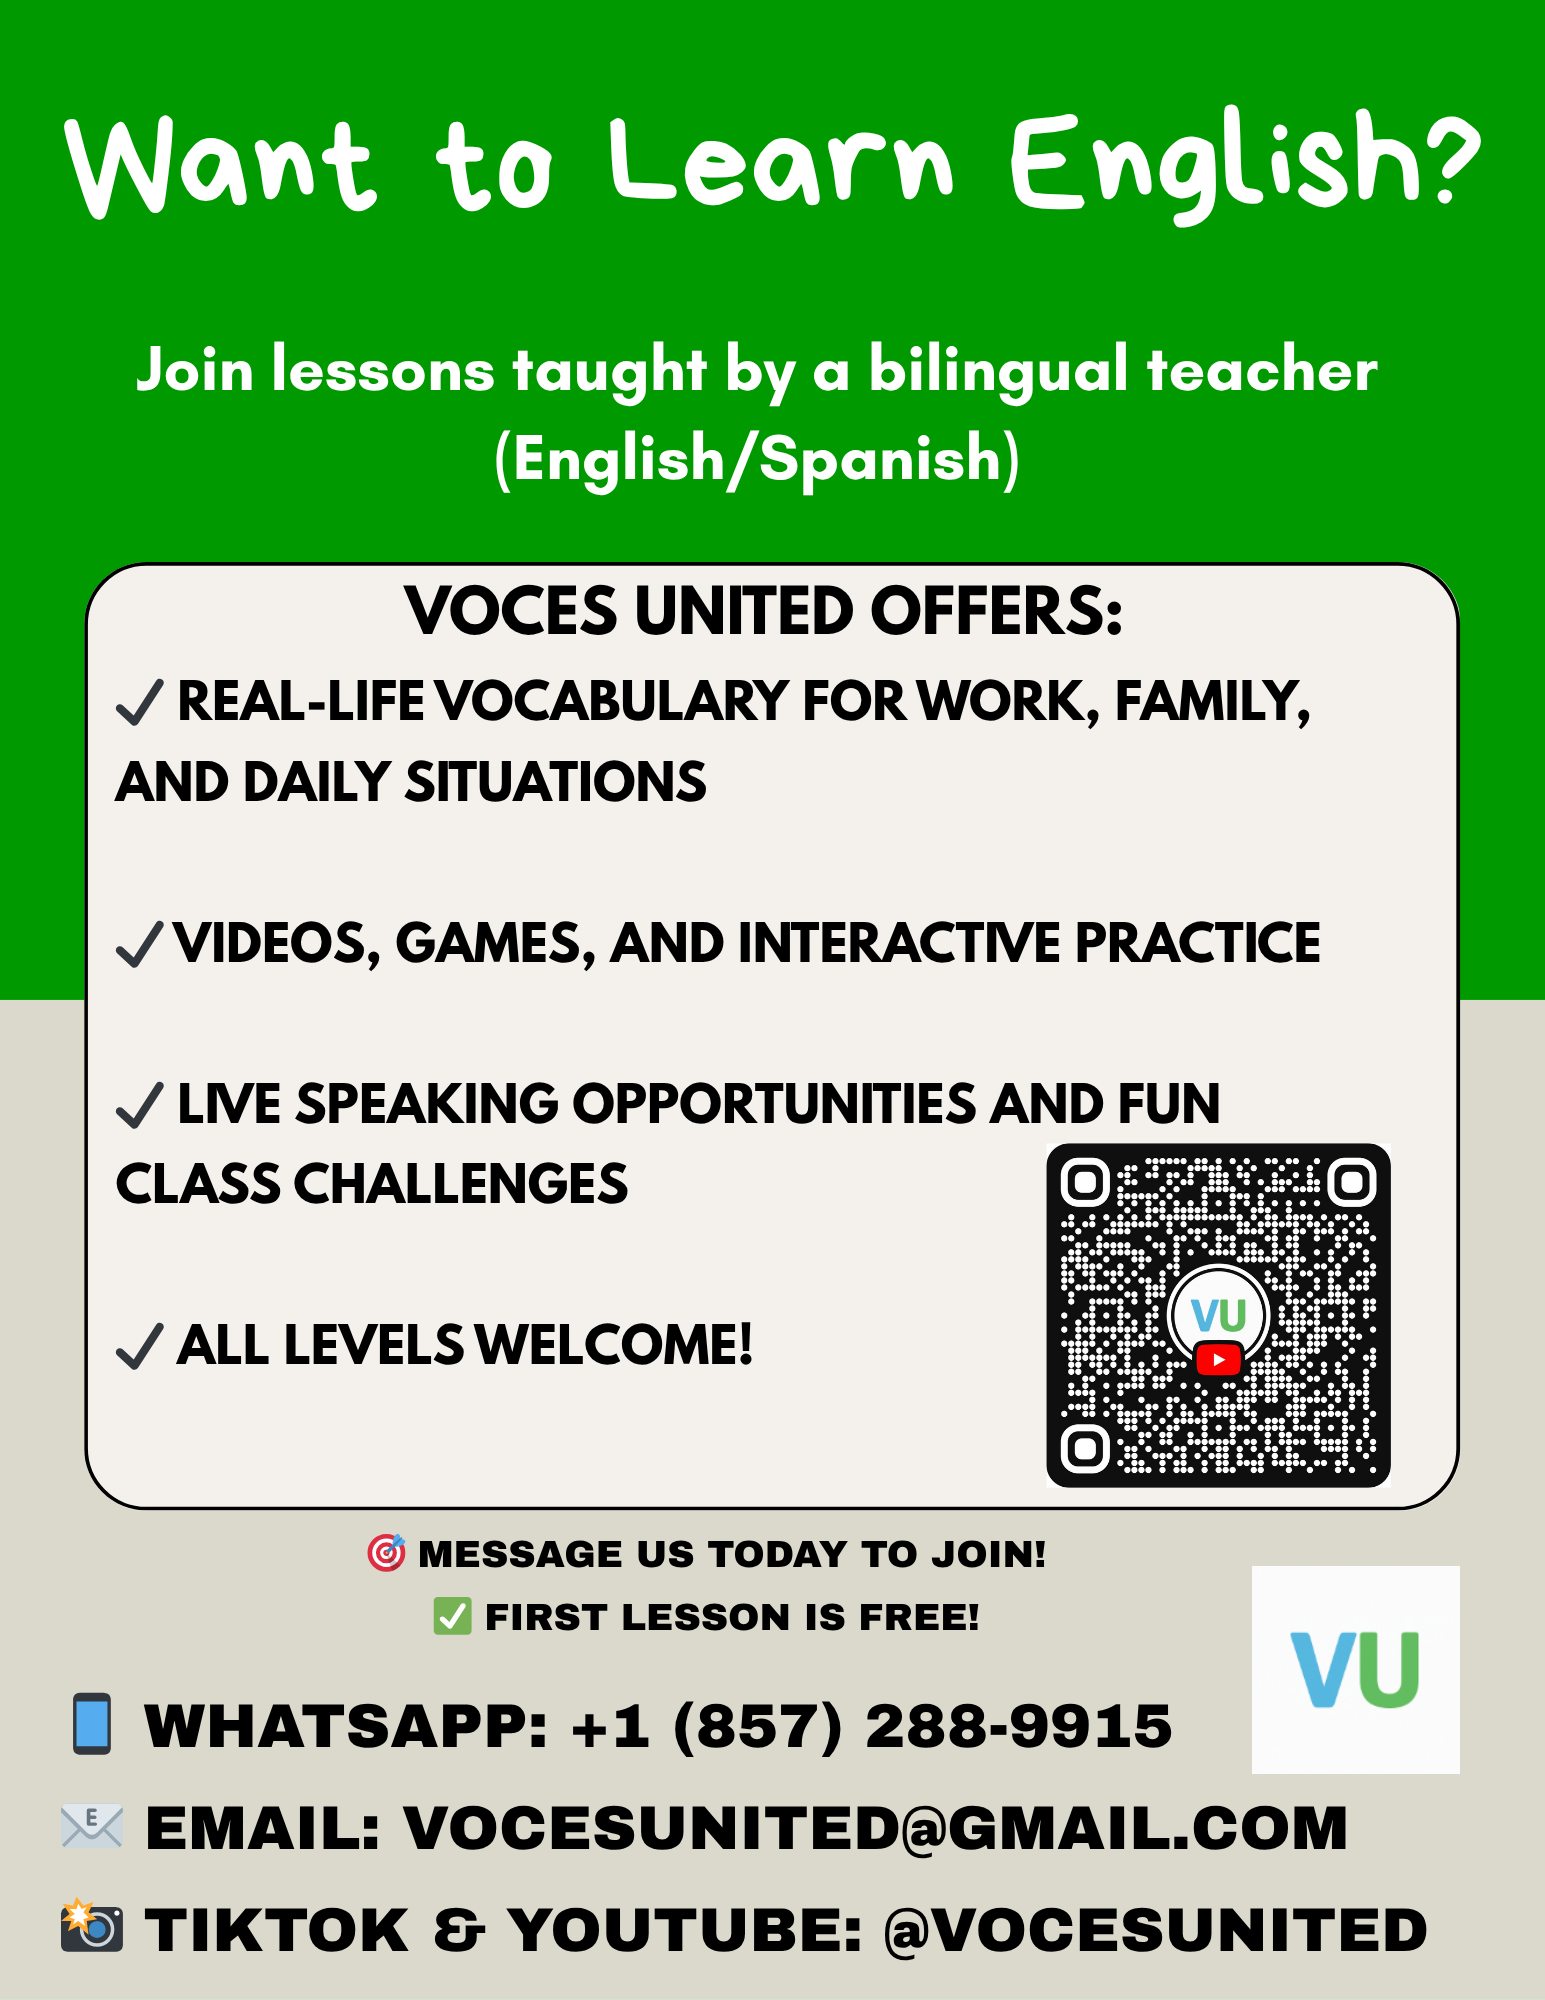 Want to Learn English?
Join lessons taught by a bilingual teacher
(English/Spanish)
VOCES UNITED OFFERS:
✓ REAL-LIFE VOCABULARY FOR WORK, FAMILY,
AND DAILY SITUATIONS
✓ VIDEOS, GAMES, AND INTERACTIVE PRACTICE
✓ LIVE SPEAKING OPPORTUNITIES AND FUN
CLASS CHALLENGES
✓ ALL LEVELS WELCOME!
VU
🎯 MESSAGE US TODAY TO JOIN!
✅ FIRST LESSON IS FREE!
VU
📱 WHATSAPP: +1 (857) 288-9915
📧 EMAIL: VOCESUNITED@GMAIL.COM
📸 TIKTOK & YOUTUBE: @VOCESUNITED